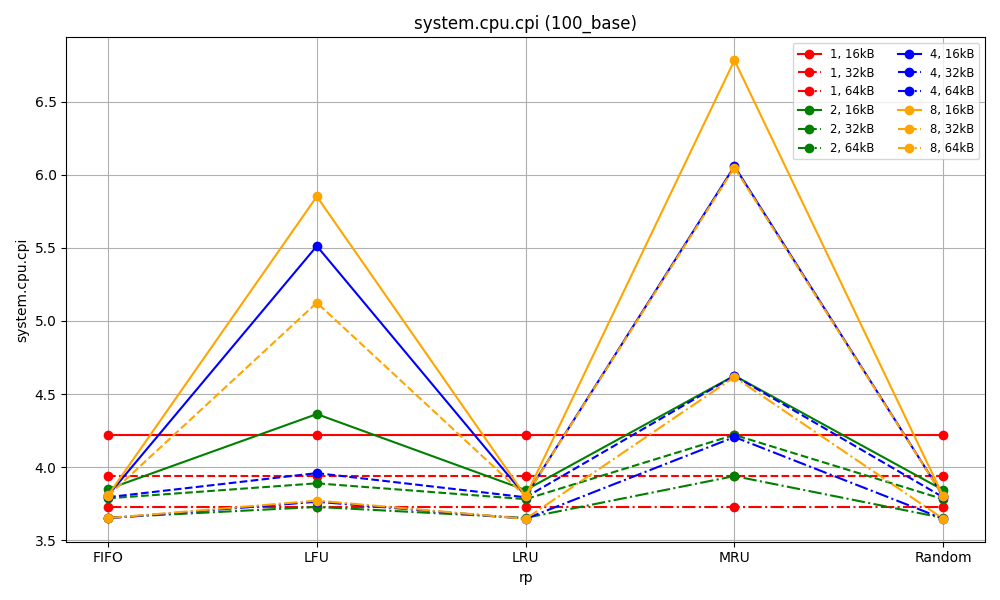 system.cpu.cpi (100_base)
1, 16kB
1, 32kB
1, 64kB
2, 16kB
2, 32kB
2, 64kB
4, 16kB
4, 32kB
4, 64kB
8, 16kB
8, 32kB
8, 64kB
system.cpu.cpi
6.5
6.0
5.5
5.0
4.5
4.0
3.5
FIFO LFU LRU MRU Random
rp